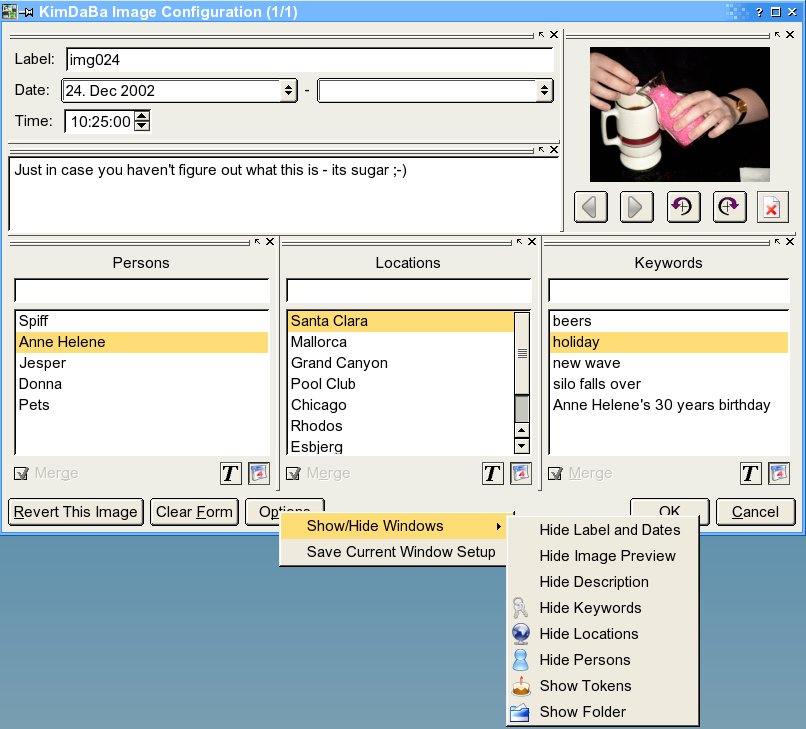 KimDaBa Image Configuration (1/1)
Label: img024
Date: 24. Dec 2002 -
Time: 10:25:00
Just in case you haven't figure out what this is - its sugar ;-)
Persons
Spiff
Anne Helene
Jesper
Donna
Pets
Merge T
Locations
Santa Clara
Mallorca
Grand Canyon
Pool Club
Chicago
Rhodos
Esbjerg
Merge T
Keywords
beers
holiday
new wave
silo falls over
Anne Helene's 30 years birthday
Merge T
Revert This Image Clear Form Options OK Cancel
Show/Hide Windows
Save Current Window Setup
Hide Label and Dates
Hide Image Preview
Hide Description
Hide Keywords
Hide Locations
Hide Persons
Show Tokens
Show Folder